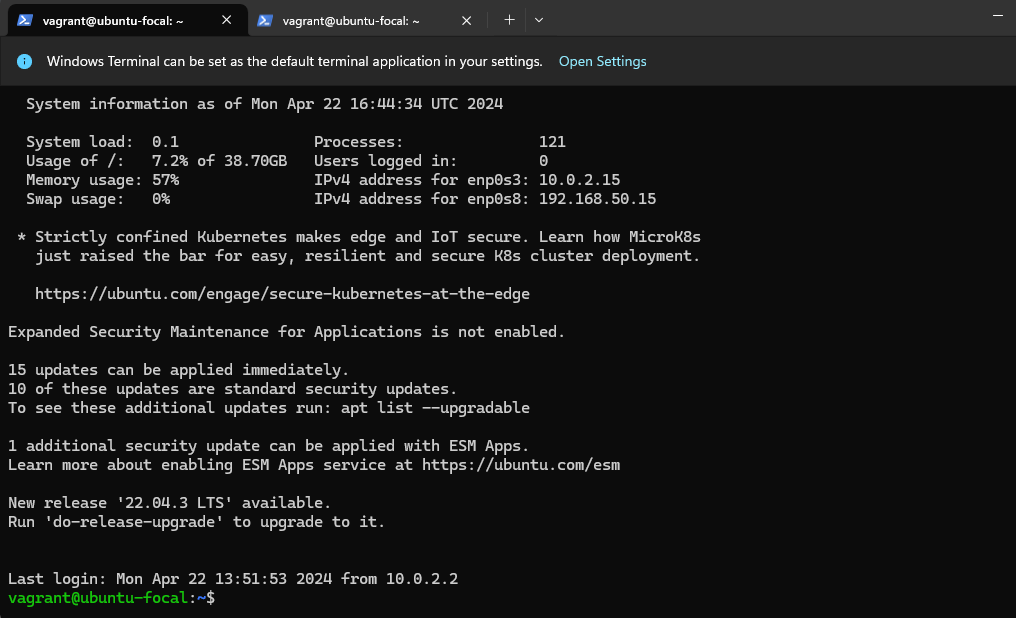 vagrant@ubuntu-focal: ~
vagrant@ubuntu-focal: ~
Windows Terminal can be set as the default terminal application in your settings. Open Settings
System information as of Mon Apr 22 16:44:34 UTC 2024
System load: 0.1 Processes: 121
Usage of /: 7.2% of 38.70GB Users logged in: 0
Memory usage: 57% IPv4 address for enp0s3: 10.0.2.15
Swap usage: 0% IPv4 address for enp0s8: 192.168.50.15
* Strictly confined Kubernetes makes edge and IoT secure. Learn how MicroK8s
just raised the bar for easy, resilient and secure K8s cluster deployment.
https://ubuntu.com/engage/secure-kubernetes-at-the-edge
Expanded Security Maintenance for Applications is not enabled.
15 updates can be applied immediately.
10 of these updates are standard security updates.
To see these additional updates run: apt list --upgradable
1 additional security update can be applied with ESM Apps.
Learn more about enabling ESM Apps service at https://ubuntu.com/esm
New release '22.04.3 LTS' available.
Run 'do-release-upgrade' to upgrade to it.
Last login: Mon Apr 22 13:51:53 2024 from 10.0.2.2
vagrant@ubuntu-focal:~$